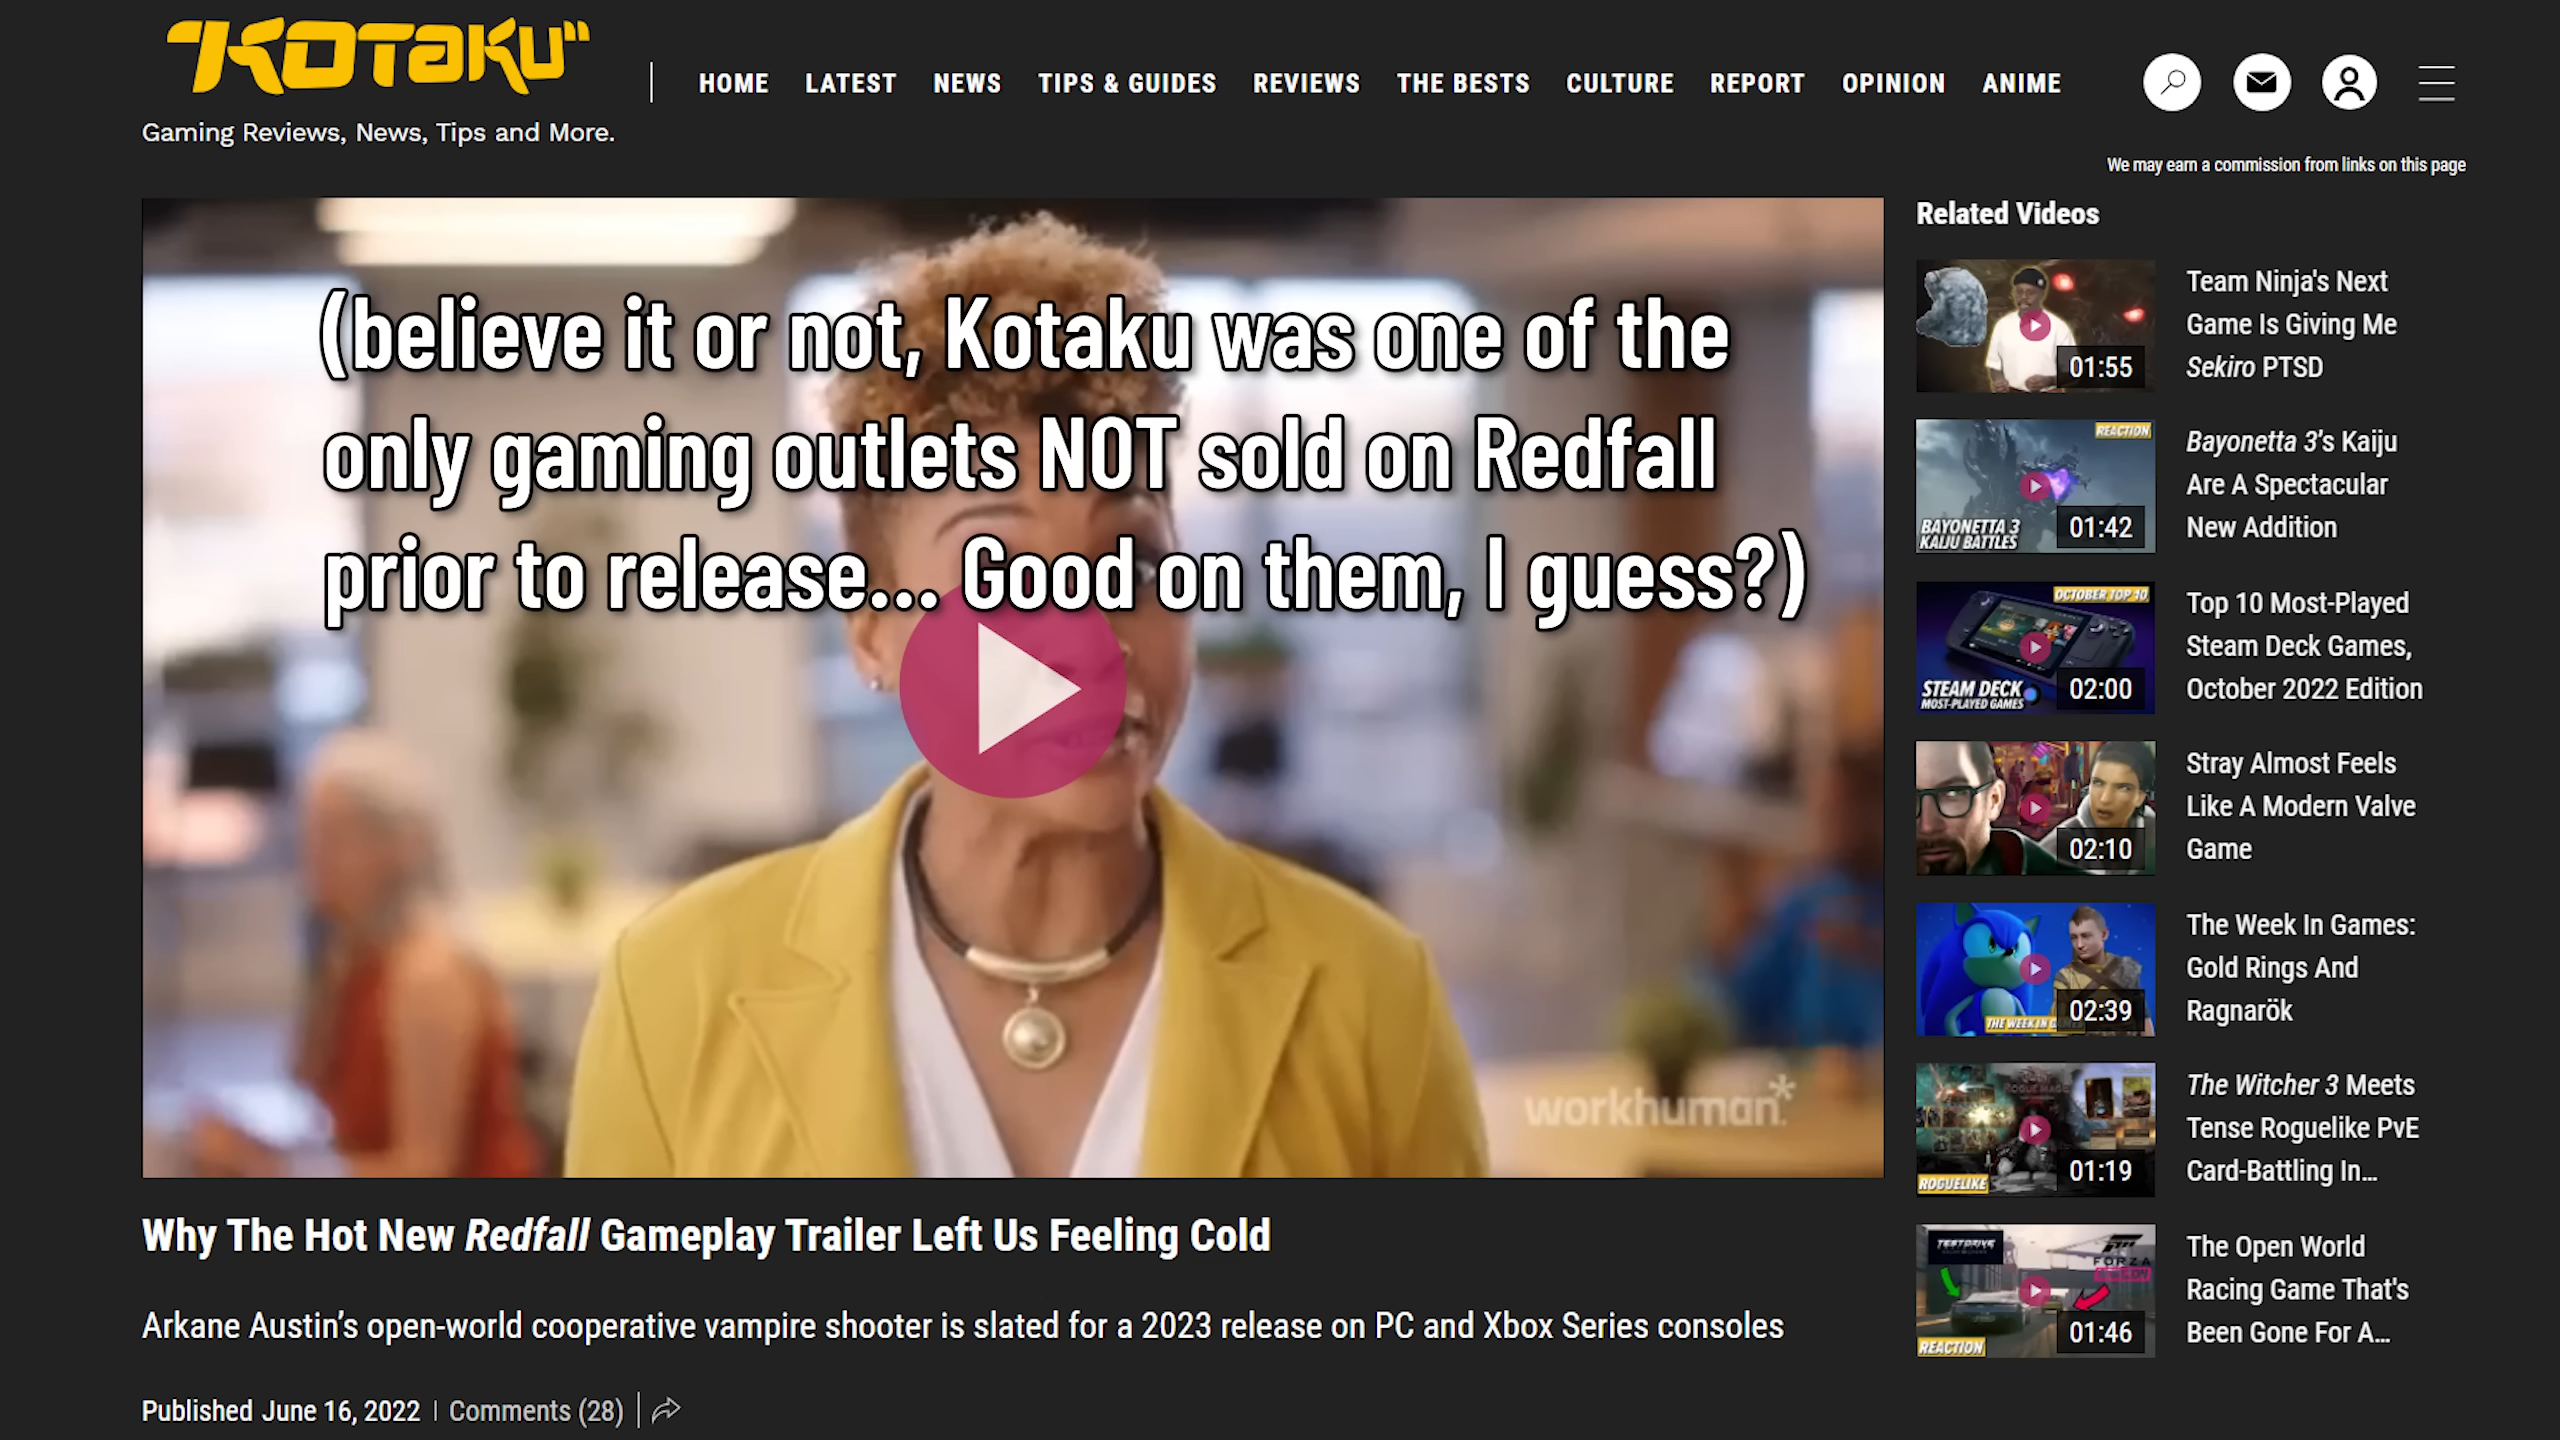 KOTAKU
Gaming Reviews, News, Tips and More.
HOME LATEST NEWS TIPS & GUIDES REVIEWS THE BESTS CULTURE REPORT OPINION ANIME
We may earn a commission from links on this page
(believe it or not, Kotaku was one of the
only gaming outlets NOT sold on Redfall
prior to release... Good on them, I guess?)
workhuman*
Why The Hot New Redfall Gameplay Trailer Left Us Feeling Cold
Arkane Austin's open-world cooperative vampire shooter is slated for a 2023 release on PC and Xbox Series consoles
Published June 16, 2022 | Comments (28)
Related Videos
01:55
Team Ninja's Next
Game Is Giving Me
Sekiro PTSD
REACTION
BAYONETTA 3
KAIJU BATTLES
01:42
Bayonetta 3's Kaiju
Are A Spectacular
New Addition
OCTOBER TOP 10
STEAM DECK
MOST-PLAYED GAMES
02:00
Top 10 Most-Played
Steam Deck Games,
October 2022 Edition
02:10
Stray Almost Feels
Like A Modern Valve
Game
THE WEEK IN GAMES
02:39
The Week In Games:
Gold Rings And
Ragnarök
ROGUELIKE
01:19
The Witcher 3 Meets
Tense Roguelike PvE
Card-Battling In...
TEST DRIVE
FORZA
HORIZON
REACTION
01:46
The Open World
Racing Game That's
Been Gone For A...